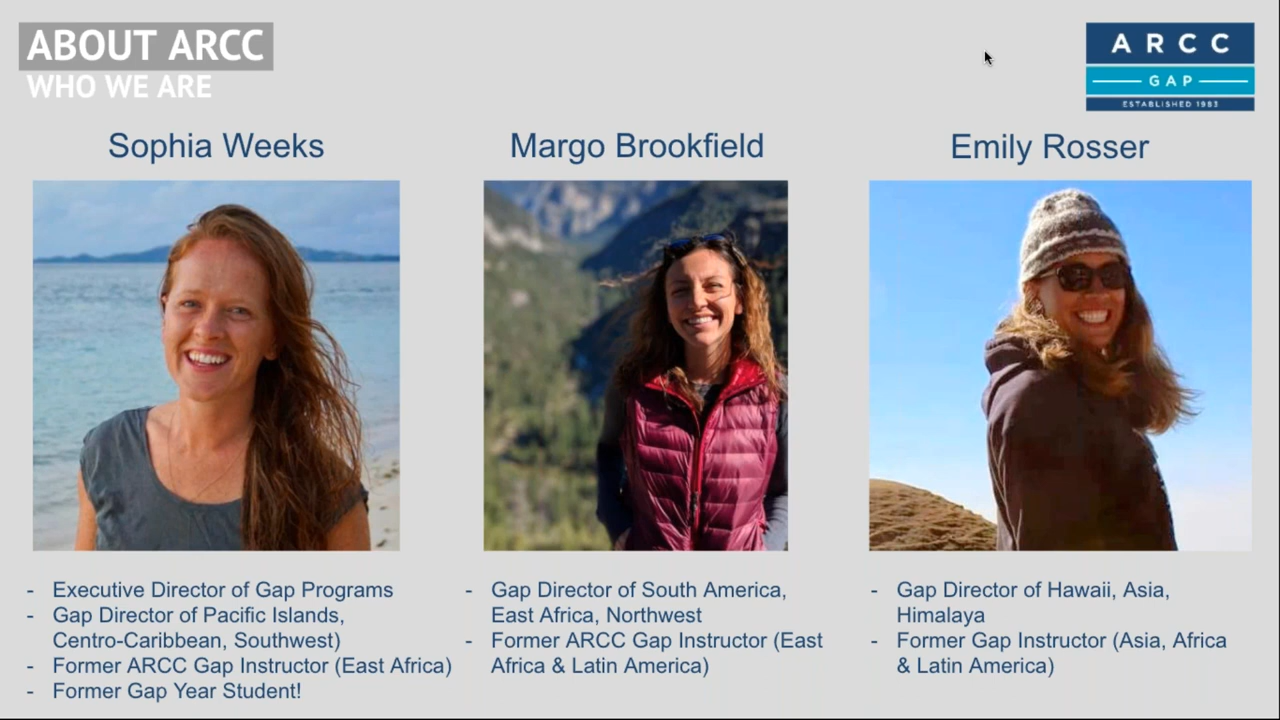 ABOUT ARCC
WHO WE ARE
ARCC
GAP
ESTABLISHED 1983
Sophia Weeks
Margo Brookfield
Emily Rosser
- Executive Director of Gap Programs
- Gap Director of Pacific Islands,
Centro-Caribbean, Southwest)
- Former ARCC Gap Instructor (East Africa)
- Former Gap Year Student!
- Gap Director of South America,
East Africa, Northwest
- Former ARCC Gap Instructor (East
Africa & Latin America)
- Gap Director of Hawaii, Asia,
Himalaya
- Former Gap Instructor (Asia, Africa
& Latin America)